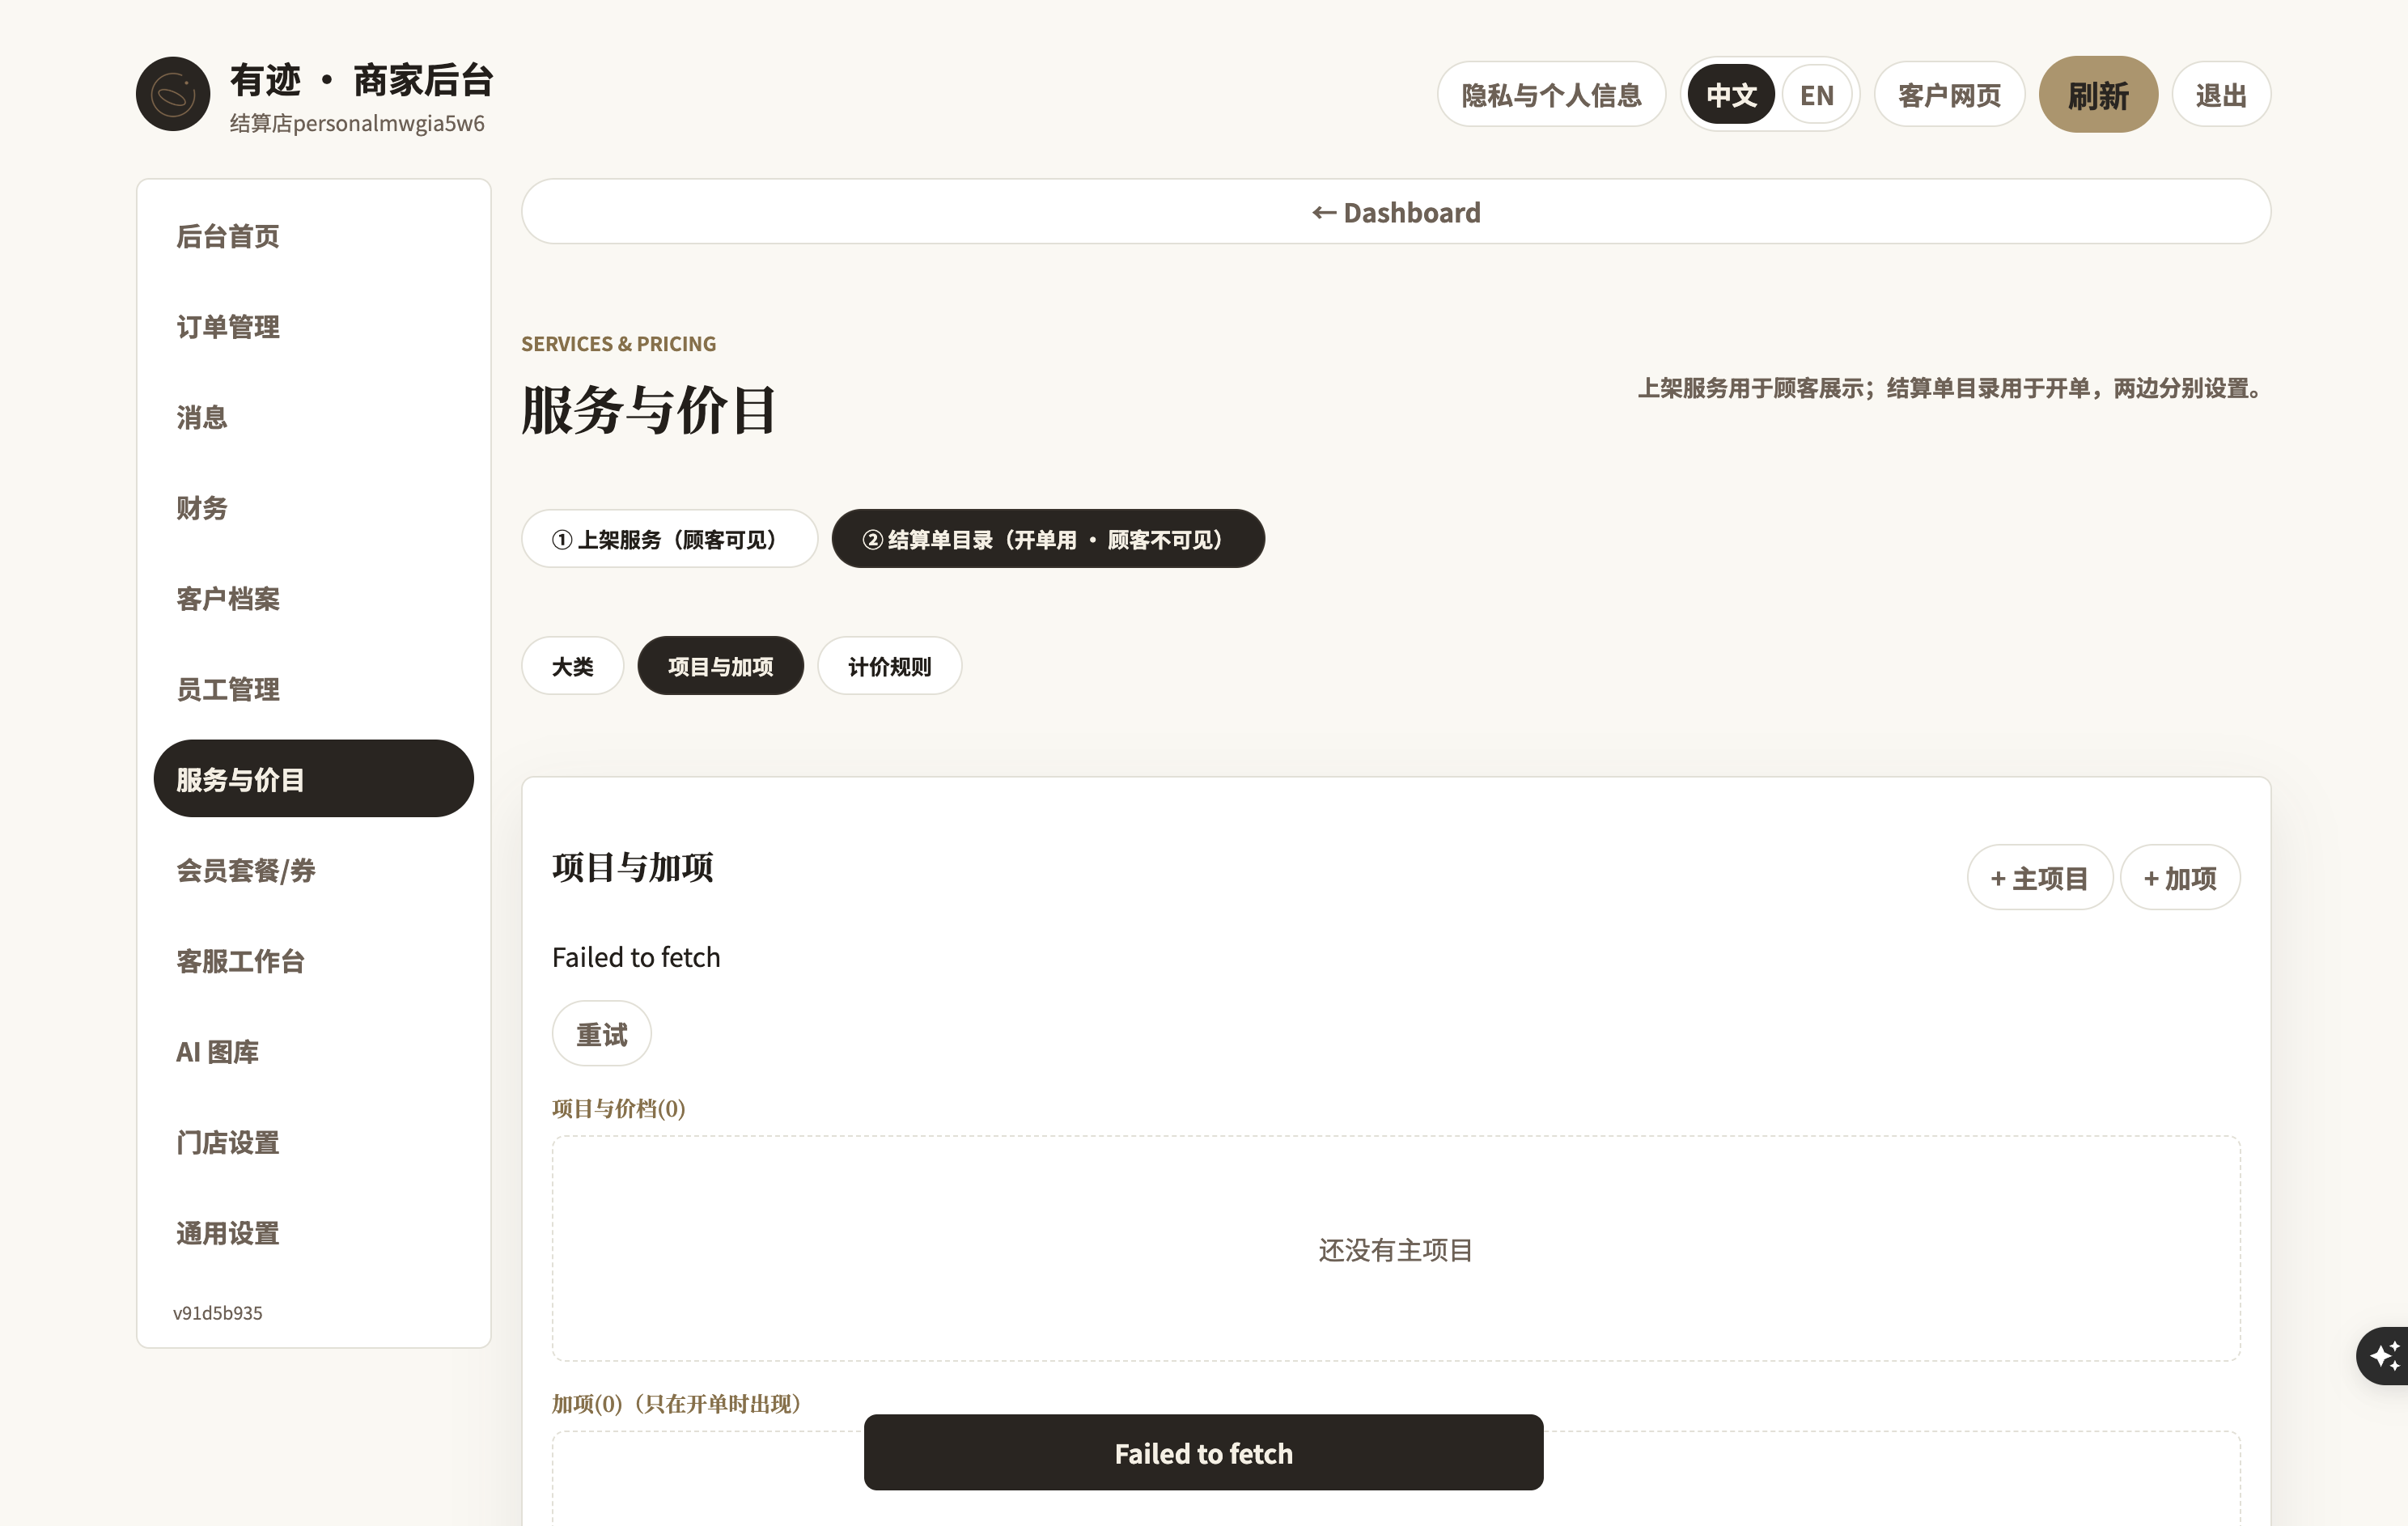 有迹 · 商家后台
结算店personalmwgia5w6
隐私与个人信息
中文
EN
客户网页
刷新
退出
后台首页
订单管理
消息
财务
客户档案
员工管理
服务与价目
会员套餐/券
客服工作台
AI 图库
门店设置
通用设置
v91d5b935
← Dashboard
SERVICES & PRICING
服务与价目
上架服务用于顾客展示；结算单目录用于开单，两边分别设置。
① 上架服务（顾客可见）
② 结算单目录（开单用 · 顾客不可见）
大类
项目与加项
计价规则
项目与加项
+ 主项目
+ 加项
Failed to fetch
重试
项目与价档(0)
还没有主项目
加项(0)（只在开单时出现）
Failed to fetch